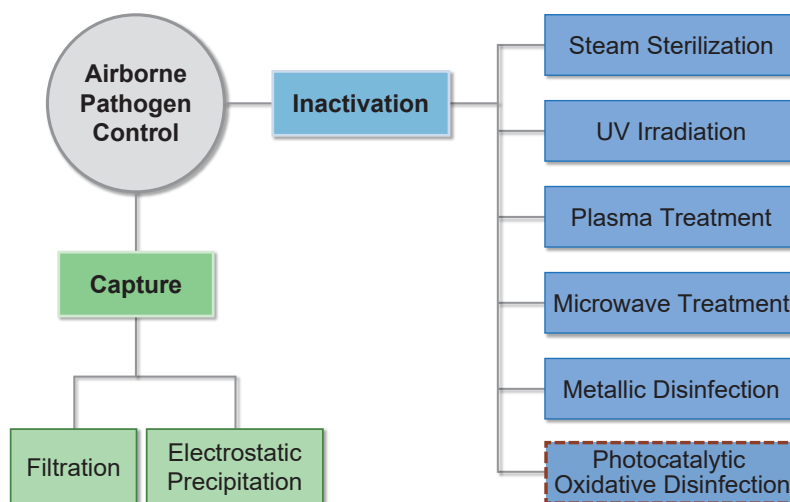 Airborne
Pathogen
Control
Inactivation
Steam Sterilization
UV Irradiation
Plasma Treatment
Microwave Treatment
Metallic Disinfection
Photocatalytic
Oxidative Disinfection
Capture
Filtration
Electrostatic
Precipitation